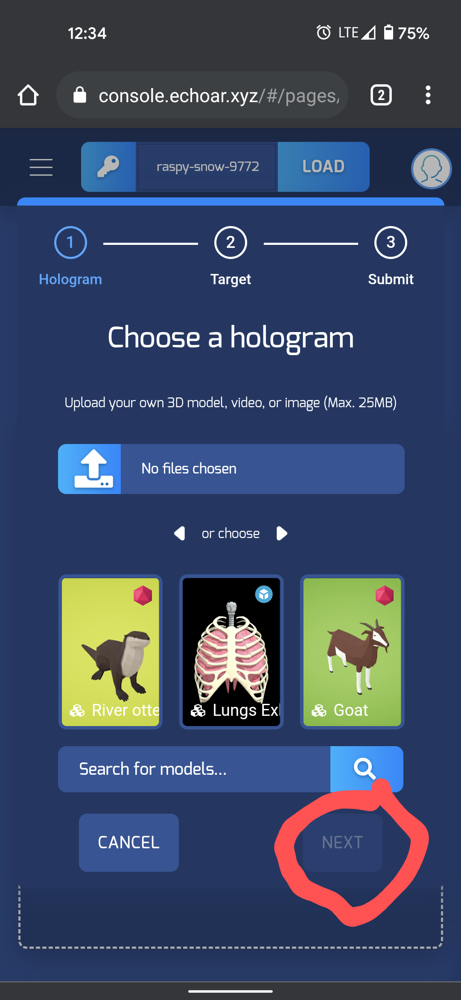 12:34
LTE 75%
console.echoar.xyz/#/pages/
2
raspy-snow-9772
LOAD
1
2
3
Hologram
Target
Submit
Choose a hologram
Upload your own 3D model, video, or image (Max. 25MB)
No files chosen
or choose
River otte
Lungs Ex
Goat
Search for models...
CANCEL
NEXT